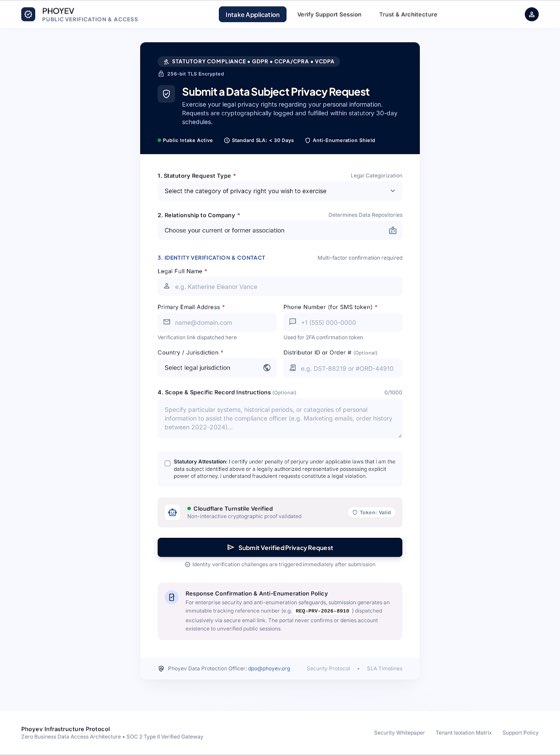 PHOYEV
PUBLIC VERIFICATION & ACCESS
Intake Application
Verify Support Session
Trust & Architecture
STATUTORY COMPLIANCE • GDPR • CCPA/CPRA • VCDPA
256-bit TLS Encrypted
Submit a Data Subject Privacy Request
Exercise your legal privacy rights regarding your personal information.
Requests are cryptographically logged and fulfilled within statutory 30-day
schedules.
Public Intake Active
Standard SLA: < 30 Days
Anti-Enumeration Shield
1. Statutory Request Type *
Legal Categorization
Select the category of privacy right you wish to exercise
2. Relationship to Company *
Determines Data Repositories
Choose your current or former association
3. IDENTITY VERIFICATION & CONTACT
Multi-factor confirmation required
Legal Full Name *
e.g. Katherine Eleanor Vance
Primary Email Address *
Phone Number (for SMS token) *
name@domain.com
+1 (555) 000-0000
Verification link dispatched here
Used for 2FA confirmation token
Country / Jurisdiction *
Distributor ID or Order # (Optional)
Select legal jurisdiction
e.g. DST-88219 or #ORD-44910
4. Scope & Specific Record Instructions (Optional)
0/1000
Specify particular systems, historical periods, or categories of personal
information to assist the compliance officer (e.g. Marketing emails, order history
between 2022-2024)...
Statutory Attestation: I certify under penalty of perjury under applicable laws that I am the
data subject identified above or a legally authorized representative possessing explicit
power of attorney. I understand fraudulent requests constitute a legal violation.
Cloudflare Turnstile Verified
Non-interactive cryptographic proof validated
Token: Valid
Submit Verified Privacy Request
Identity verification challenges are triggered immediately after submission
Response Confirmation & Anti-Enumeration Policy
For enterprise security and anti-enumeration safeguards, submission generates an
immutable tracking reference number (e.g. REQ-PRV-2026-8910 ) dispatched
exclusively via secure email link. The portal never confirms or denies account
existence to unverified public sessions.
Phoyev Data Protection Officer: dpo@phoyev.org
Security Protocol • SLA Timelines
Phoyev Infrastructure Protocol
Zero Business Data Access Architecture • SOC 2 Type II Verified Gateway
Security Whitepaper
Tenant Isolation Matrix
Support Policy